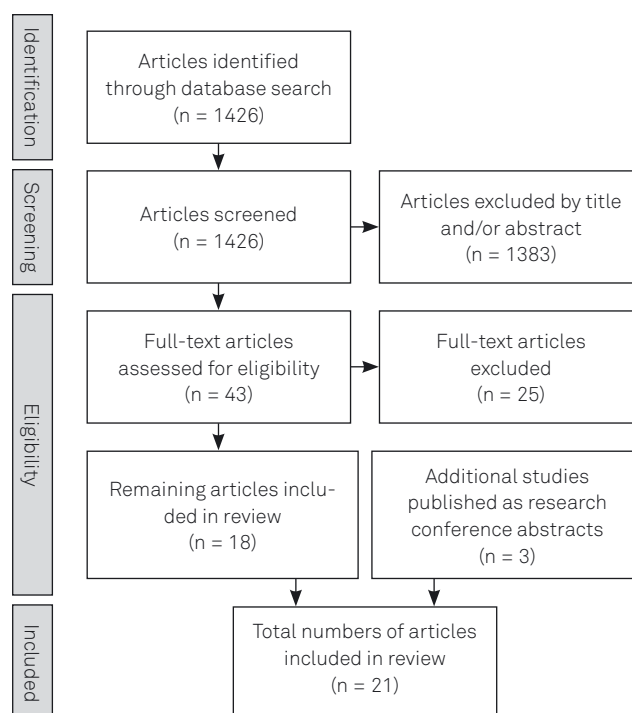 Identification
Articles identified
through database search
(n = 1426)
Screening
Articles screened
(n = 1426)
Articles excluded by title
and/or abstract
(n = 1383)
Eligibility
Full-text articles
assessed for eligibility
(n = 43)
Full-text articles
excluded
(n = 25)
Remaining articles inclu-
ded in review
(n = 18)
Additional studies
published as research
conference abstracts
(n = 3)
Included
Total numbers of articles
included in review
(n = 21)